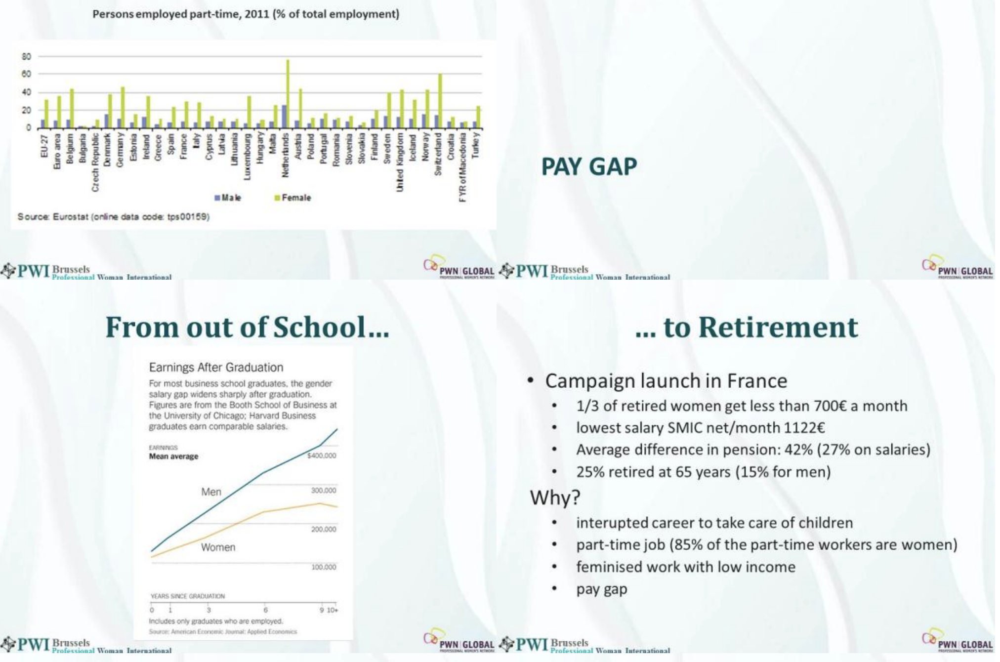 Persons employed part-time, 2011 (% of total employment)
80
60
40
20
0
EU-27
Euro area
Belgium
Bulgaria
Czech Republic
Denmark
Germany
Estonia
Ireland
Greece
Spain
France
Italy
Cyprus
Latvia
Lithuania
Luxembourg
Hungary
Malta
Netherlands
Austria
Poland
Portugal
Romania
Slovenia
Slovakia
Finland
Sweden
United Kingdom
Iceland
Norway
Switzerland
Croatia
FYR of Macedonia
Turkey
Male
Female
Source: Eurostat (online data code: tps00159)
PWI Brussels
Professional Woman International
PWN GLOBAL
PROFESSIONAL WOMEN'S NETWORK
PAY GAP
PWI Brussels
Professional Woman International
PWN GLOBAL
PROFESSIONAL WOMEN'S NETWORK
From out of School...
Earnings After Graduation
For most business school graduates, the gender
salary gap widens sharply after graduation.
Figures are from the Booth School of Business at
the University of Chicago; Harvard Business
graduates earn comparable salaries.
EARNINGS
Mean average
$400,000
Men
300,000
200,000
Women
100,000
YEARS SINCE GRADUATION
0 1 3 6 9 10+
Includes only graduates who are employed.
Source: American Economic Journal: Applied Economics
PWI Brussels
Professional Woman International
PWN GLOBAL
PROFESSIONAL WOMEN'S NETWORK
... to Retirement
• Campaign launch in France
• 1/3 of retired women get less than 700€ a month
• lowest salary SMIC net/month 1122€
• Average difference in pension: 42% (27% on salaries)
• 25% retired at 65 years (15% for men)
Why?
• interupted career to take care of children
• part-time job (85% of the part-time workers are women)
• feminised work with low income
• pay gap
PWI Brussels
Professional Woman International
PWN GLOBAL
PROFESSIONAL WOMEN'S NETWORK